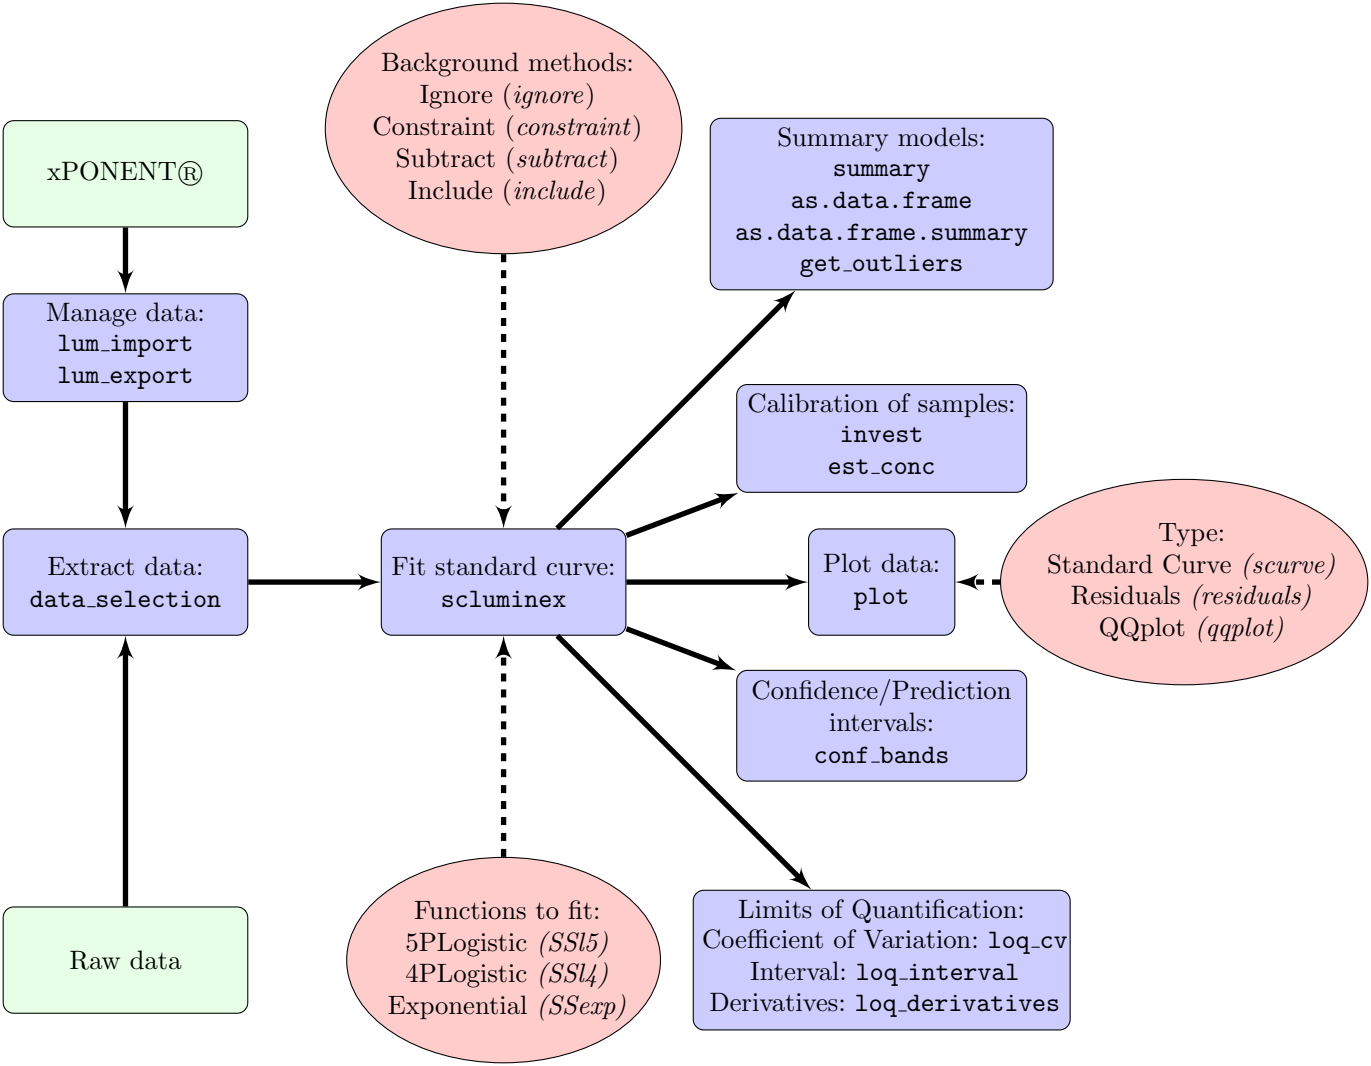 xPONENT®
Manage data:
lum_import
lum_export
Extract data:
data_selection
Raw data
Background methods:
Ignore (ignore)
Constraint (constraint)
Subtract (subtract)
Include (include)
Fit standard curve:
scluminex
Functions to fit:
5PLogistic (SSl5)
4PLogistic (SSl4)
Exponential (SSexp)
Summary models:
summary
as.data.frame
as.data.frame.summary
get_outliers
Calibration of samples:
invest
est_conc
Plot data:
plot
Type:
Standard Curve (scurve)
Residuals (residuals)
QQplot (qqplot)
Confidence/Prediction
intervals:
conf_bands
Limits of Quantification:
Coefficient of Variation: loq_cv
Interval: loq_interval
Derivatives: loq_derivatives